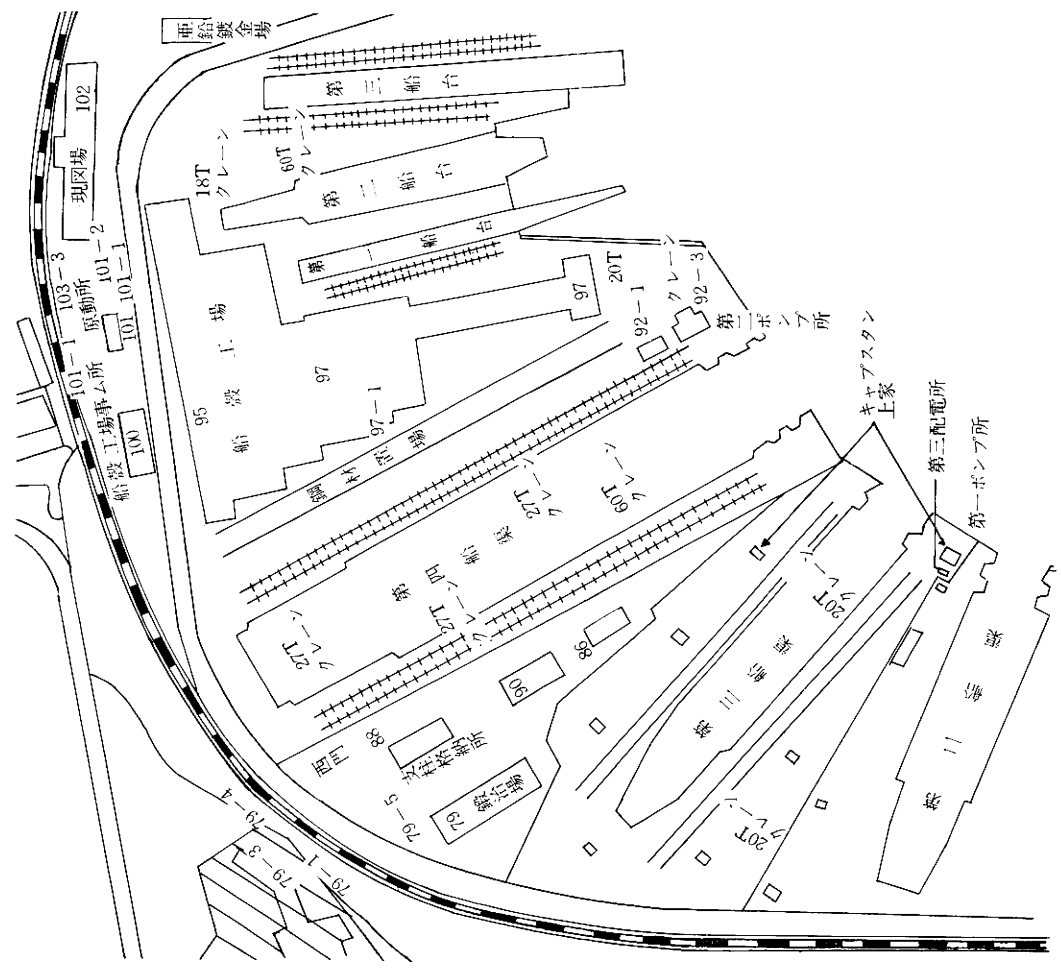 亜鉛鍍金場
102
現図場
101-2
101-1
101
原動所
103-3
101-1
船殻工場事ム所
100
第三船台
60T
クレーン
18T
クレーン
第二船台
第一船台
95
船殻工場
97
97
97-1
鋼材置場
20T
クレーン
92-1
92-3
第二ポンプ所
27T
クレーン
60T
クレーン
第四船渠
27T
クレーン
27T
クレーン
キャプスタン
上家
第三配電所
第一ポンプ所
86
90
88
西門
支柱格納所
79-5
79
鍛冶場
79-4
79-3
79-1
第三船渠
20T
クレーン
20T
クレーン
第二船渠